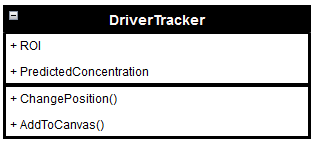 DriverTracker
+ ROI
+ PredictedConcentration
+ ChangePosition()
+ AddToCanvas()